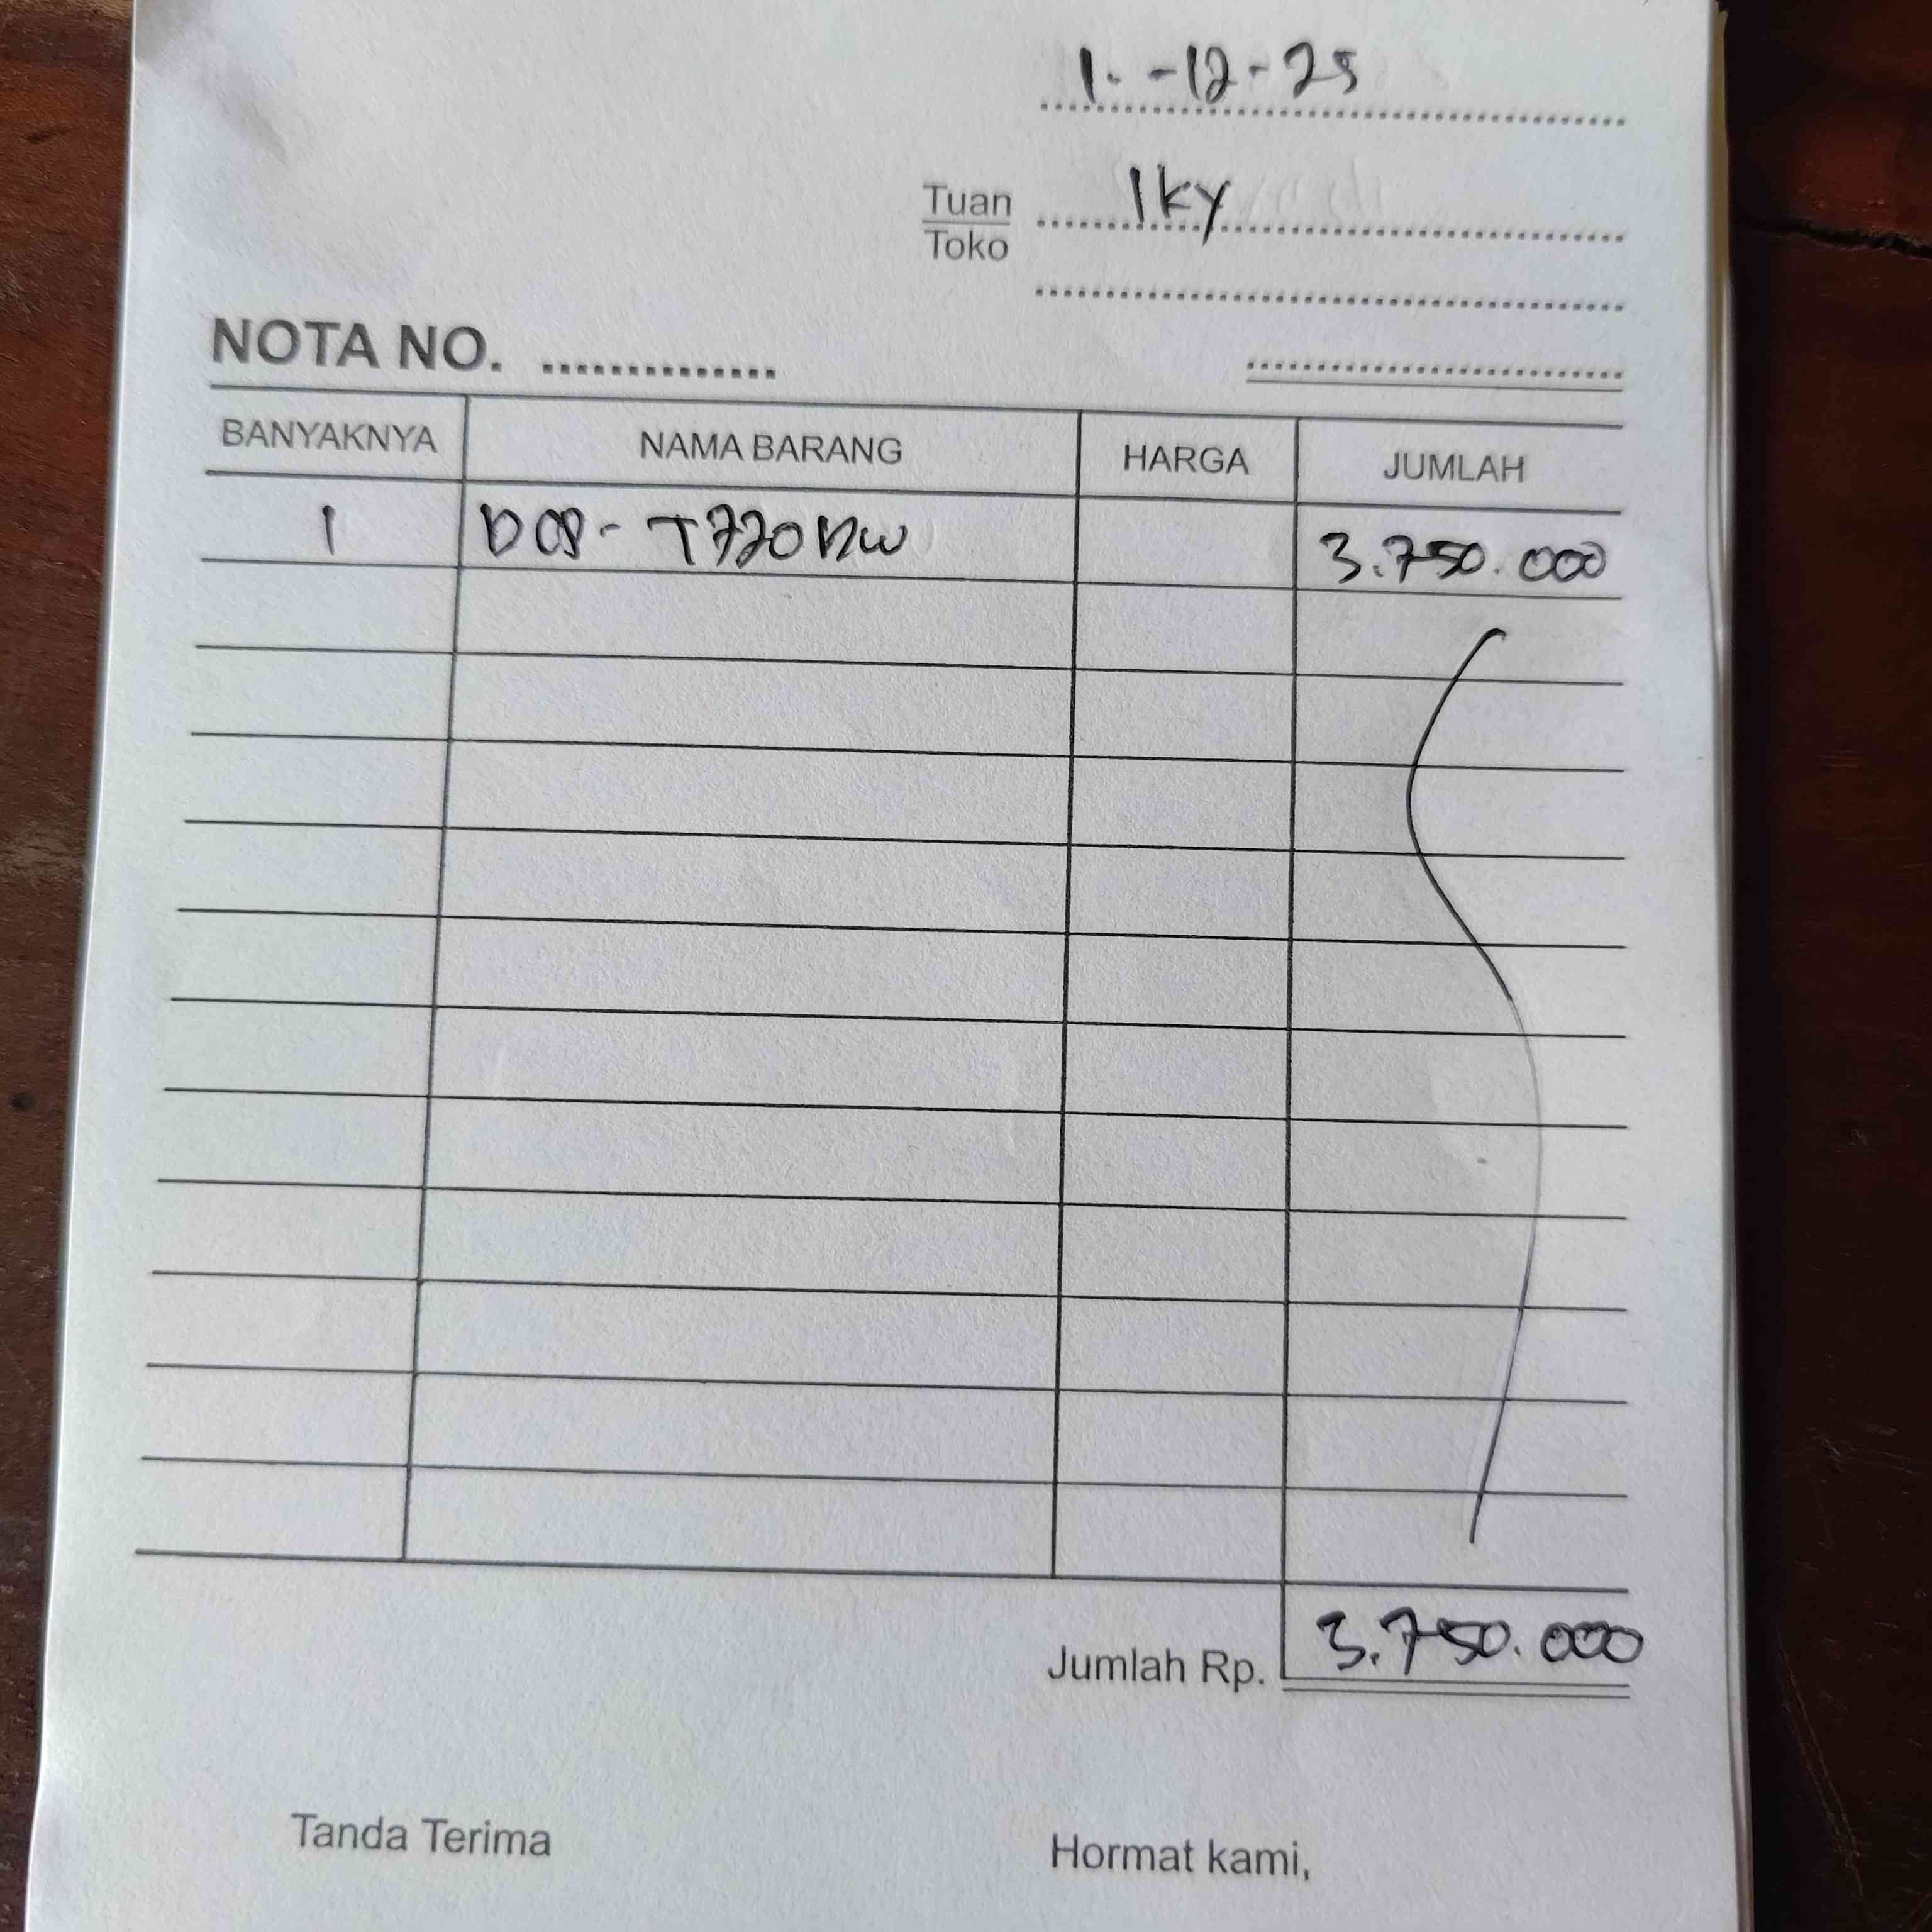 1. -12-25
Tuan Iky
Toko
NOTA NO. ..............
BANYAKNYA NAMA BARANG HARGA JUMLAH
1 DCP- T720DW 3.750.000
Jumlah Rp. 3.750.000
Tanda Terima Hormat kami,